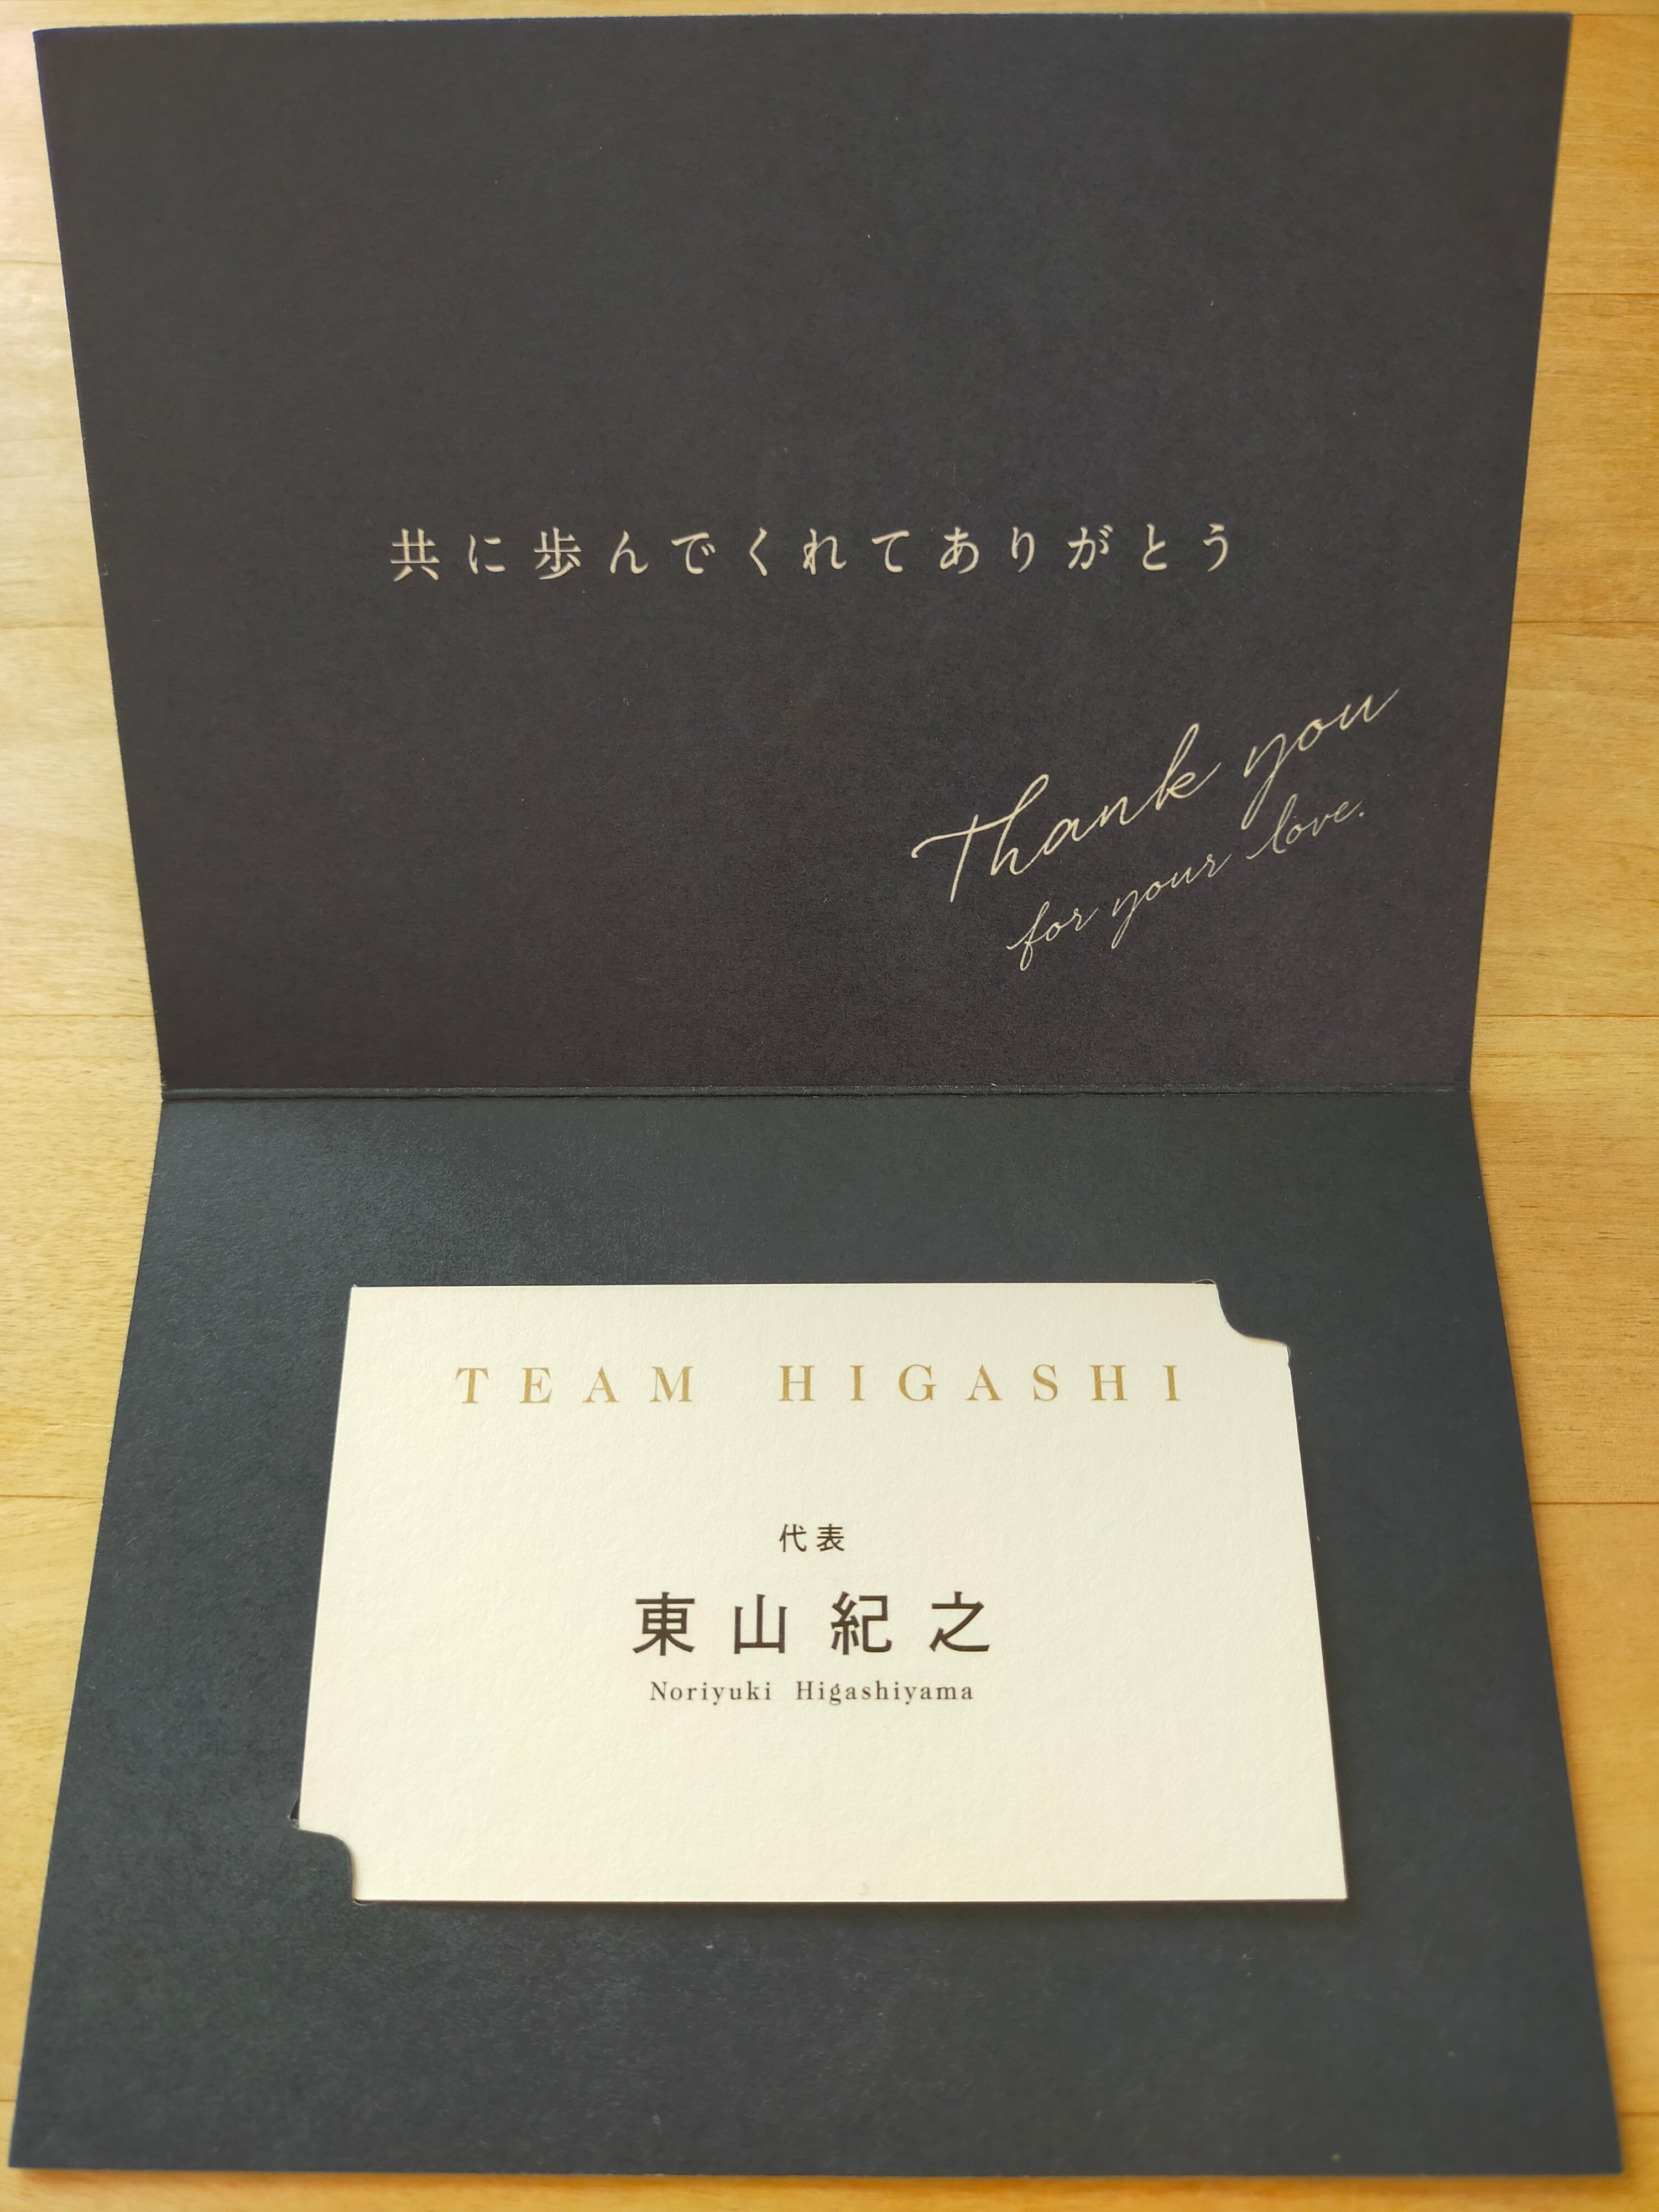 共に歩んでくれてありがとう
Thank you
for your love.
TEAM HIGASHI
代表
東山紀之
Noriyuki Higashiyama